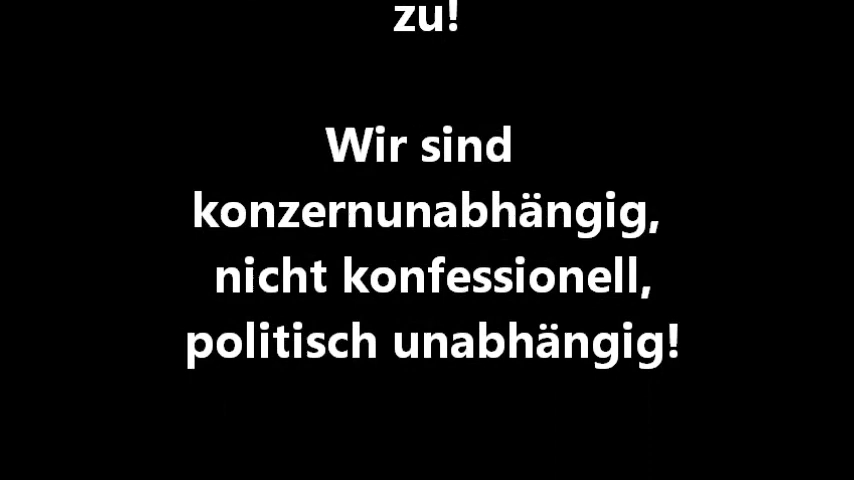 zu!
Wir sind
konzernunabhängig,
nicht konfessionell,
politisch unabhängig!